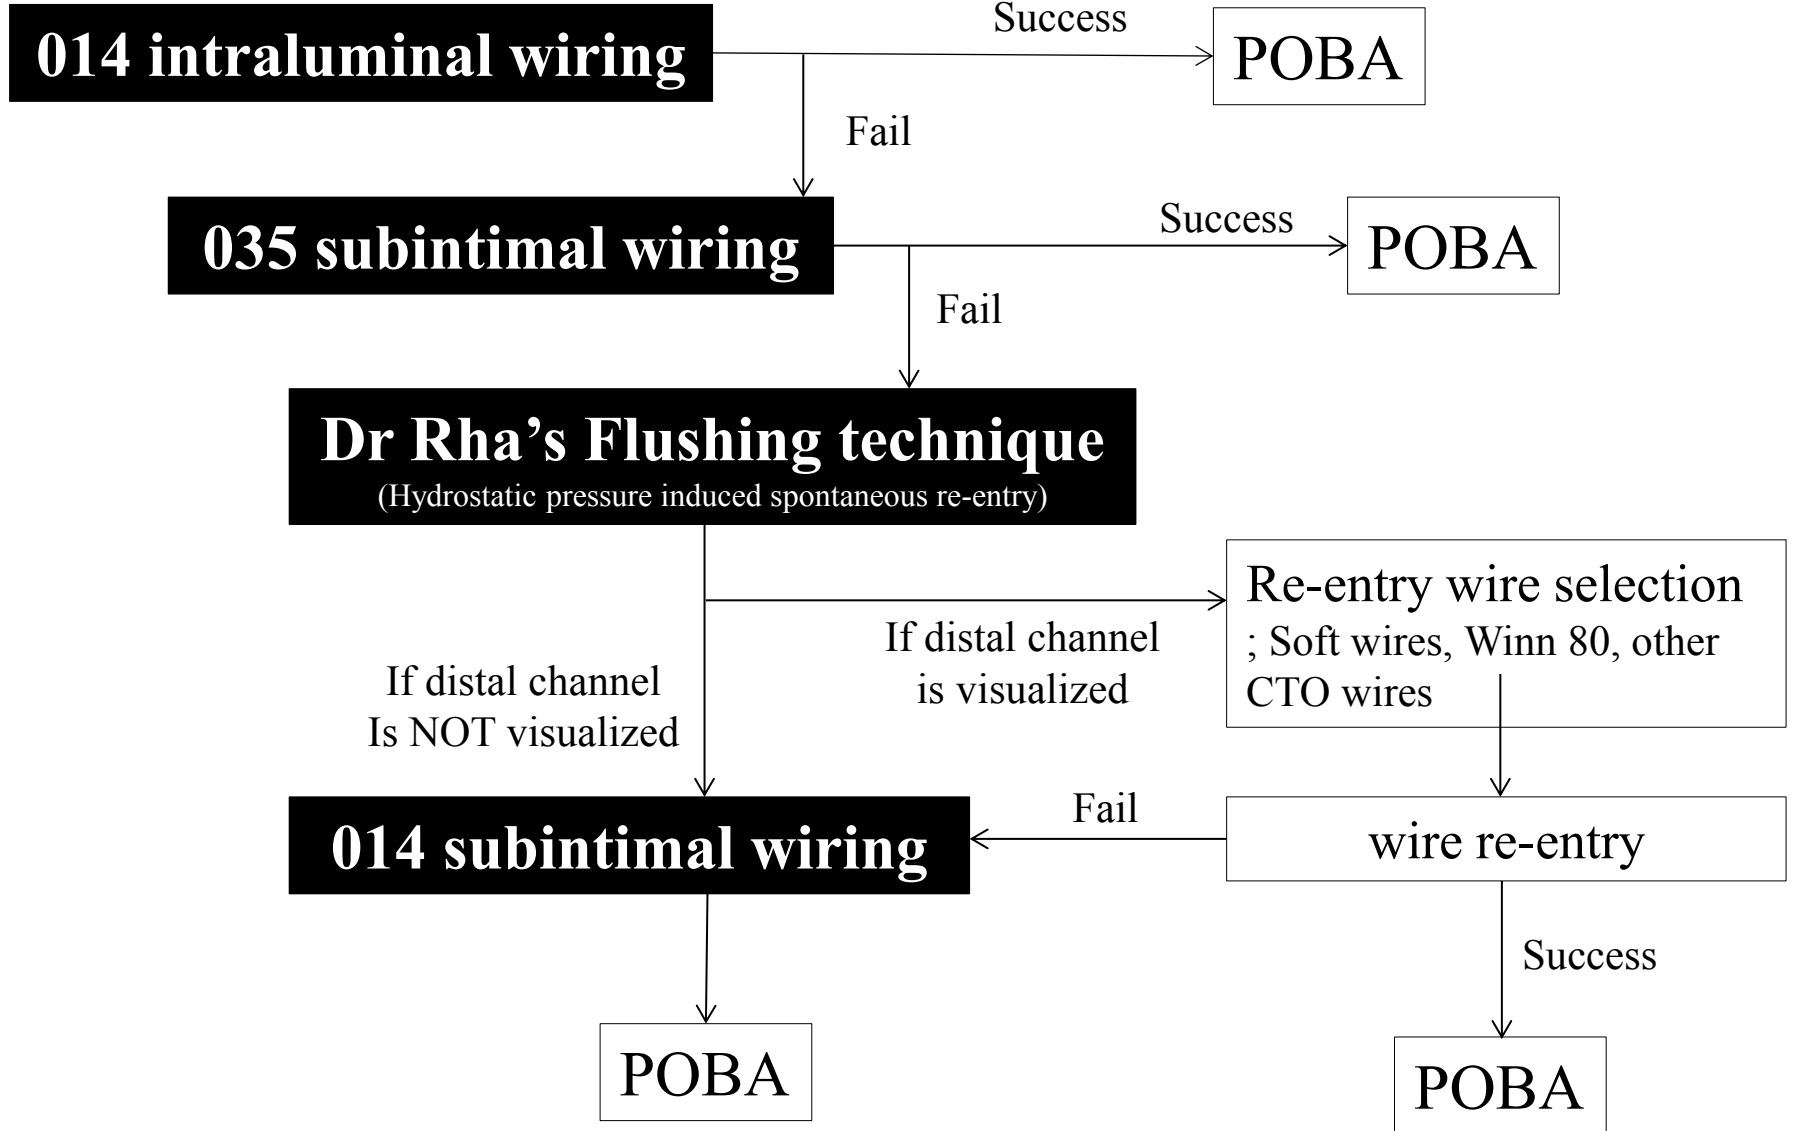 Success
014 intraluminal wiring
POBA
Fail
035 subintimal wiring
Success
POBA
Fail
Dr Rha’s Flushing technique
(Hydrostatic pressure induced spontaneous re-entry)
Re-entry wire selection
; Soft wires, Winn 80, other
CTO wires
If distal channel
is visualized
If distal channel
Is NOT visualized
014 subintimal wiring
Fail
wire re-entry
Success
POBA
POBA